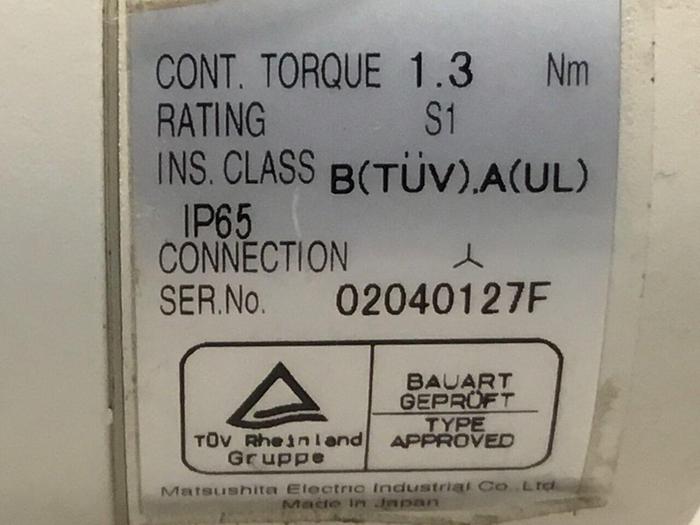 CONT. TORQUE 1.3 Nm
RATING S1
INS. CLASS B(TÜV).A(UL)
IP65
CONNECTION
SER.No. 02040127F
TÜV Rheinland
Gruppe
BAUART
GEPRÜFT
TYPE
APPROVED
Matsushita Electric Industrial Co.,Ltd.
Made in Japan